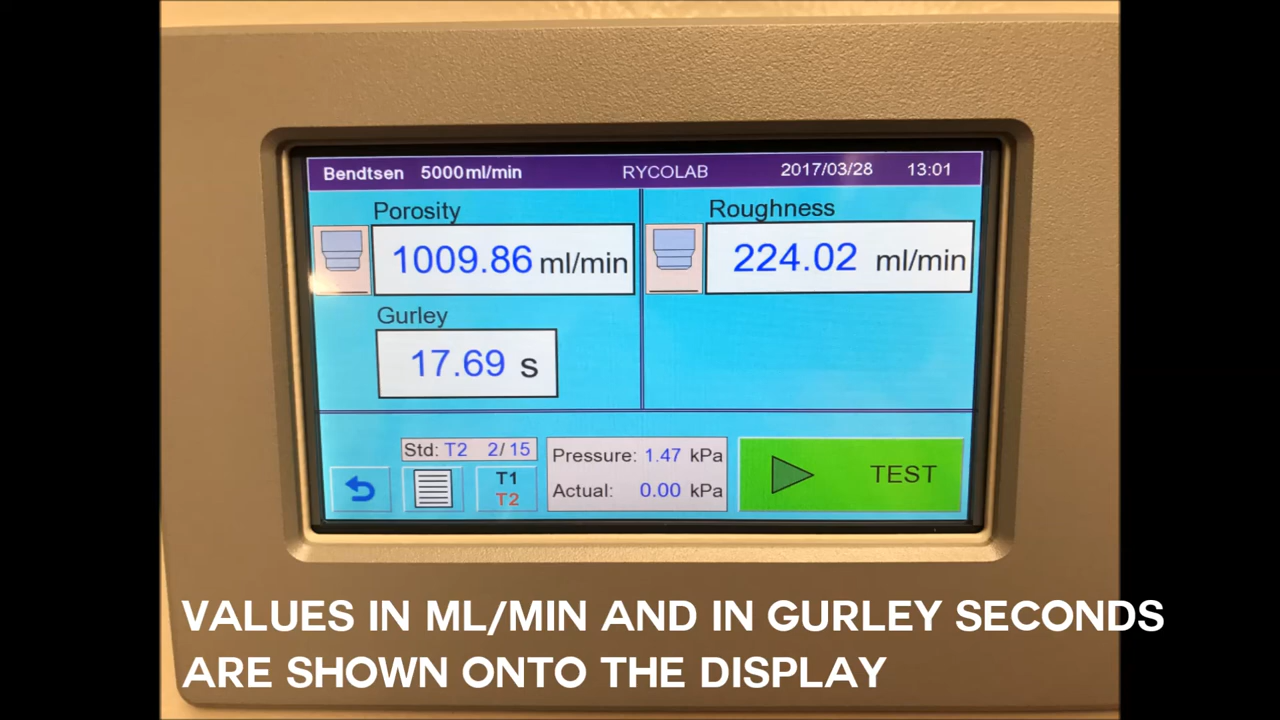 Bendtsen 5000ml/min RYCOLAB 2017/03/28 13:01
Porosity
1009.86 ml/min
Roughness
224.02 ml/min
Gurley
17.69 s
Std: T2 2/15
T1
T2
Pressure: 1.47 kPa
Actual: 0.00 kPa
TEST
VALUES IN ML/MIN AND IN GURLEY SECONDS
ARE SHOWN ONTO THE DISPLAY